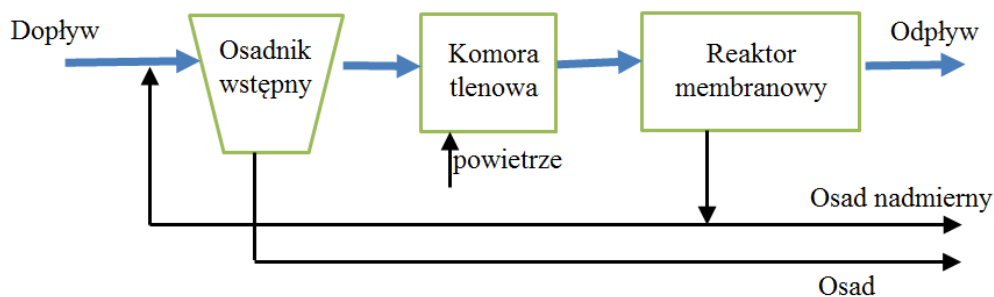 Dopływ
Osadnik
wstępny
Komora
tlenowa
Reaktor
membranowy
Odpływ
powietrze
Osad nadmierny
Osad